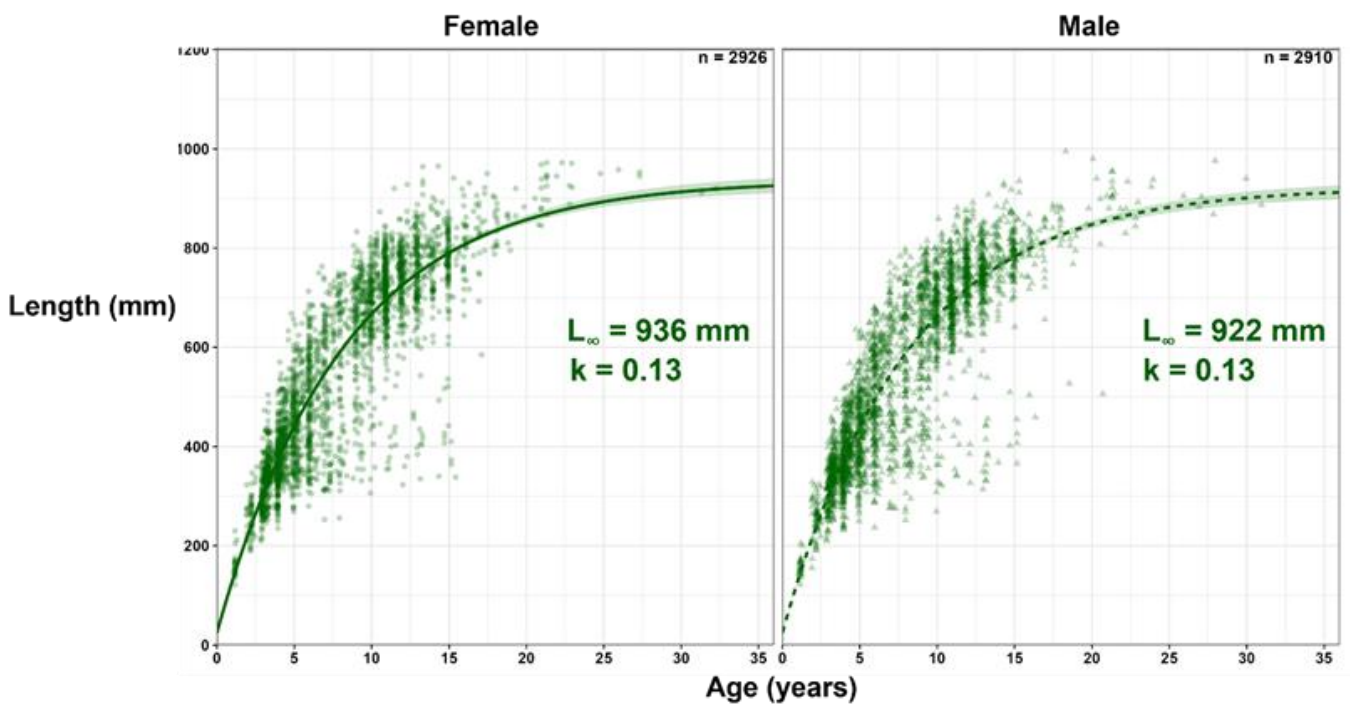 Female
Male
1200
n = 2926
n = 2910
1000
800
Length (mm)
600
L∞ = 936 mm
k = 0.13
L∞ = 922 mm
k = 0.13
400
200
0
0 5 10 15 20 25 30 35
0 5 10 15 20 25 30 35
Age (years)